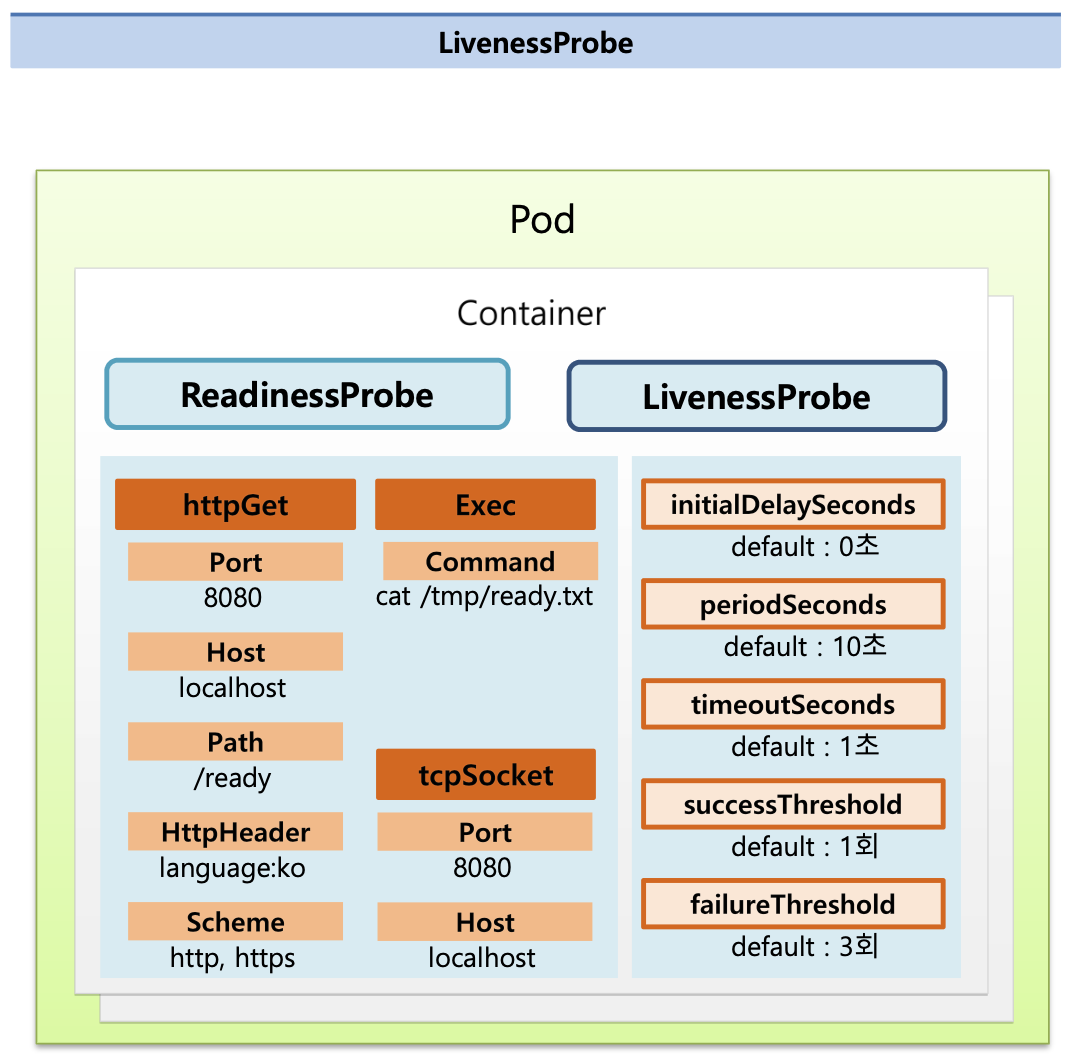 LivenessProbe
Pod
Container
ReadinessProbe
LivenessProbe
httpGet
Port
8080
Host
localhost
Path
/ready
HttpHeader
language:ko
Scheme
http, https
Exec
Command
cat /tmp/ready.txt
tcpSocket
Port
8080
Host
localhost
initialDelaySeconds
default : 0초
periodSeconds
default : 10초
timeoutSeconds
default : 1초
successThreshold
default : 1회
failureThreshold
default : 3회